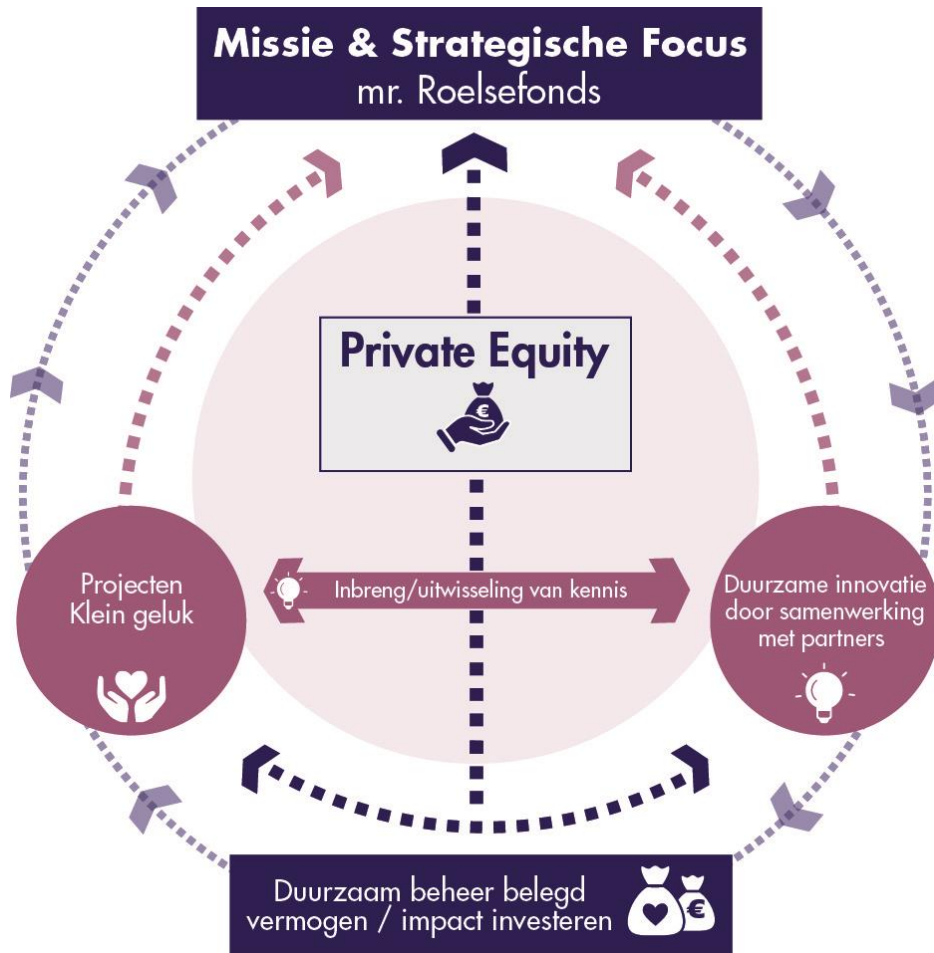 Missie & Strategische Focus
mr. Roelsefonds
Private Equity
€
Projecten
Klein geluk
Inbreng/uitwisseling van kennis
Duurzame innovatie
door samenwerking
met partners
Duurzaam beheer belegd
vermogen / impact investeren
€